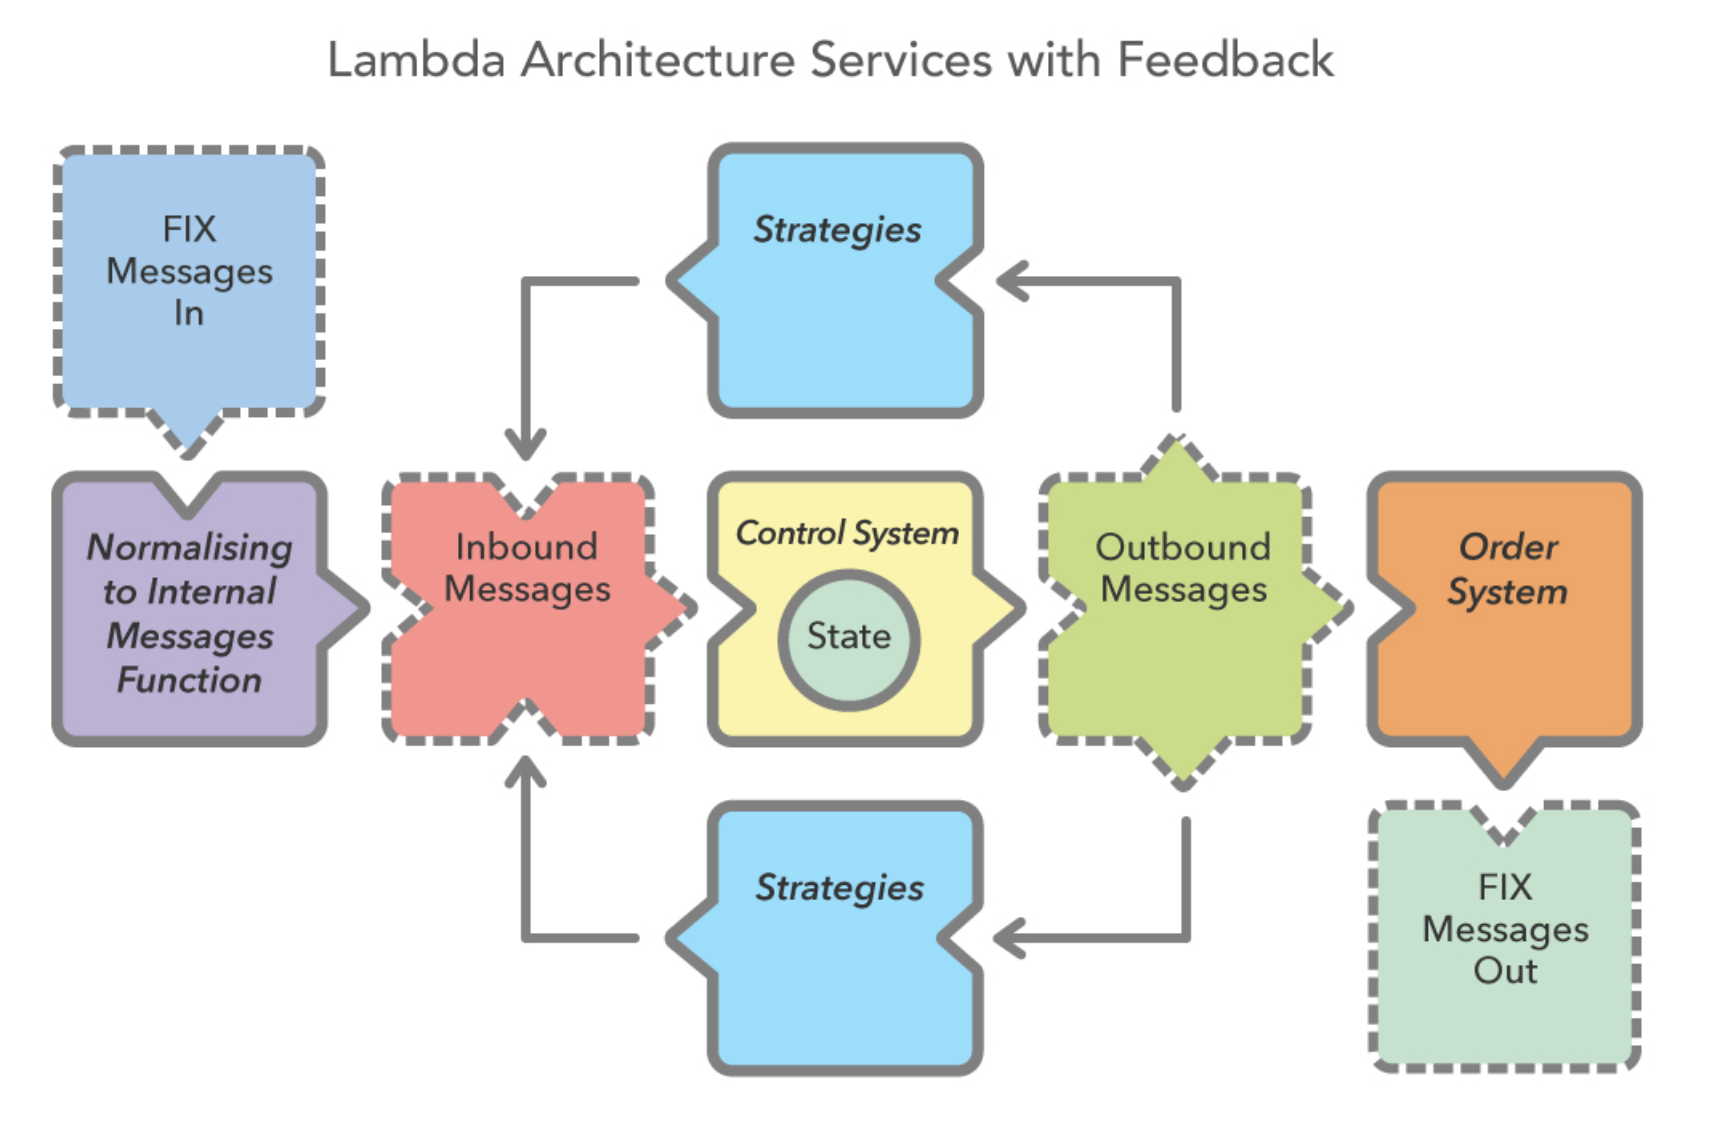 Lambda Architecture Services with Feedback
FIX
Messages
In
Strategies
Normalising
to Internal
Messages
Function
Inbound
Messages
Control System
State
Outbound
Messages
Order
System
Strategies
FIX
Messages
Out